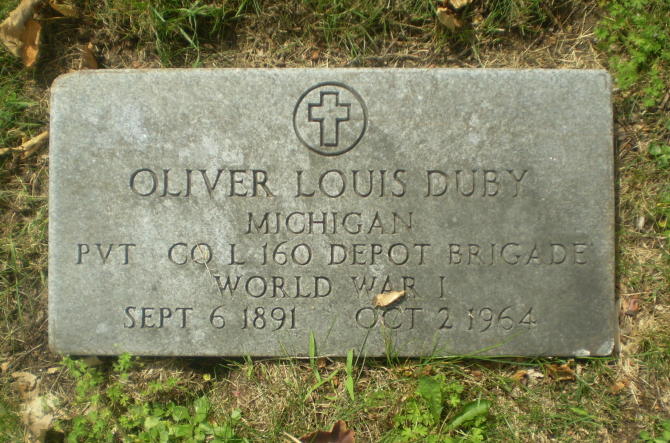 OLIVER LOUIS DUBY
MICHIGAN
PVT CO L 160 DEPOT BRIGADE
WORLD WAR I
SEPT 6 1891 OCT 2 1964